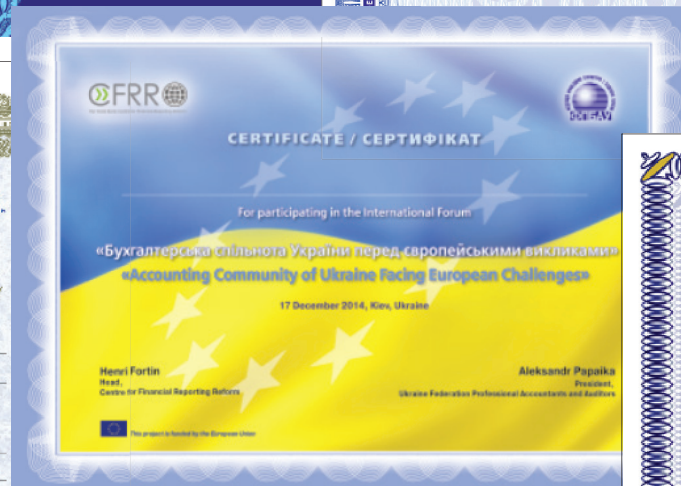 CFRR
ФПБАУ
CERTIFICATE / СЕРТИФІКАТ
For participating in the International Forum
«Бухгалтерська спільнота України перед європейськими викликами»
«Accounting Community of Ukraine Facing European Challenges»
17 December 2014, Kiev, Ukraine
Henri Fortin
Head,
Centre for Financial Reporting Reform
Aleksandr Papaika
President,
Ukraine Federation Professional Accountants and Auditors
This project is funded by the European Union